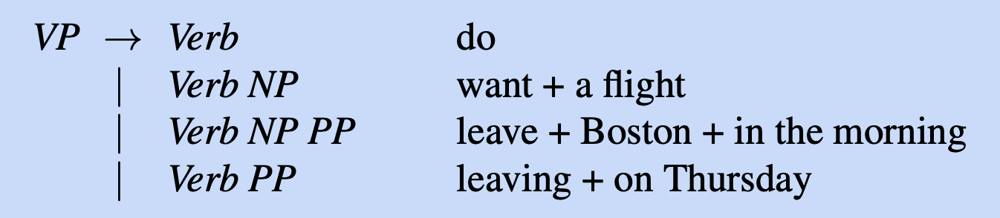 VP → Verb do
| Verb NP want + a flight
| Verb NP PP leave + Boston + in the morning
| Verb PP leaving + on Thursday